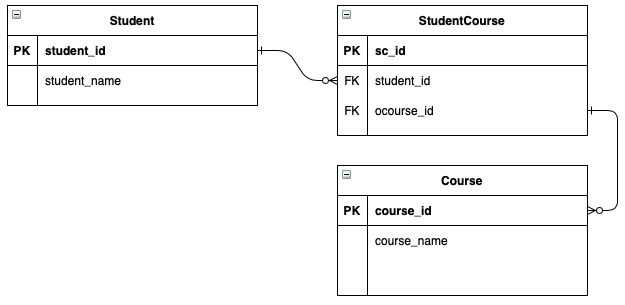 Student
PK student_id
student_name
StudentCourse
PK sc_id
FK student_id
FK ocourse_id
Course
PK course_id
course_name